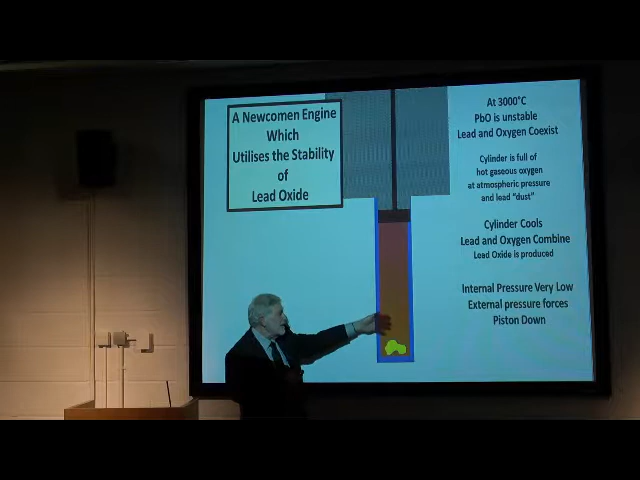 A Newcomen Engine
Which
Utilises the Stability
of
Lead Oxide
At 3000°C
PbO is unstable
Lead and Oxygen Coexist
Cylinder is full of
hot gaseous oxygen
at atmospheric pressure
and lead “dust”
Cylinder Cools
Lead and Oxygen Combine
Lead Oxide is produced
Internal Pressure Very Low
External pressure forces
Piston Down